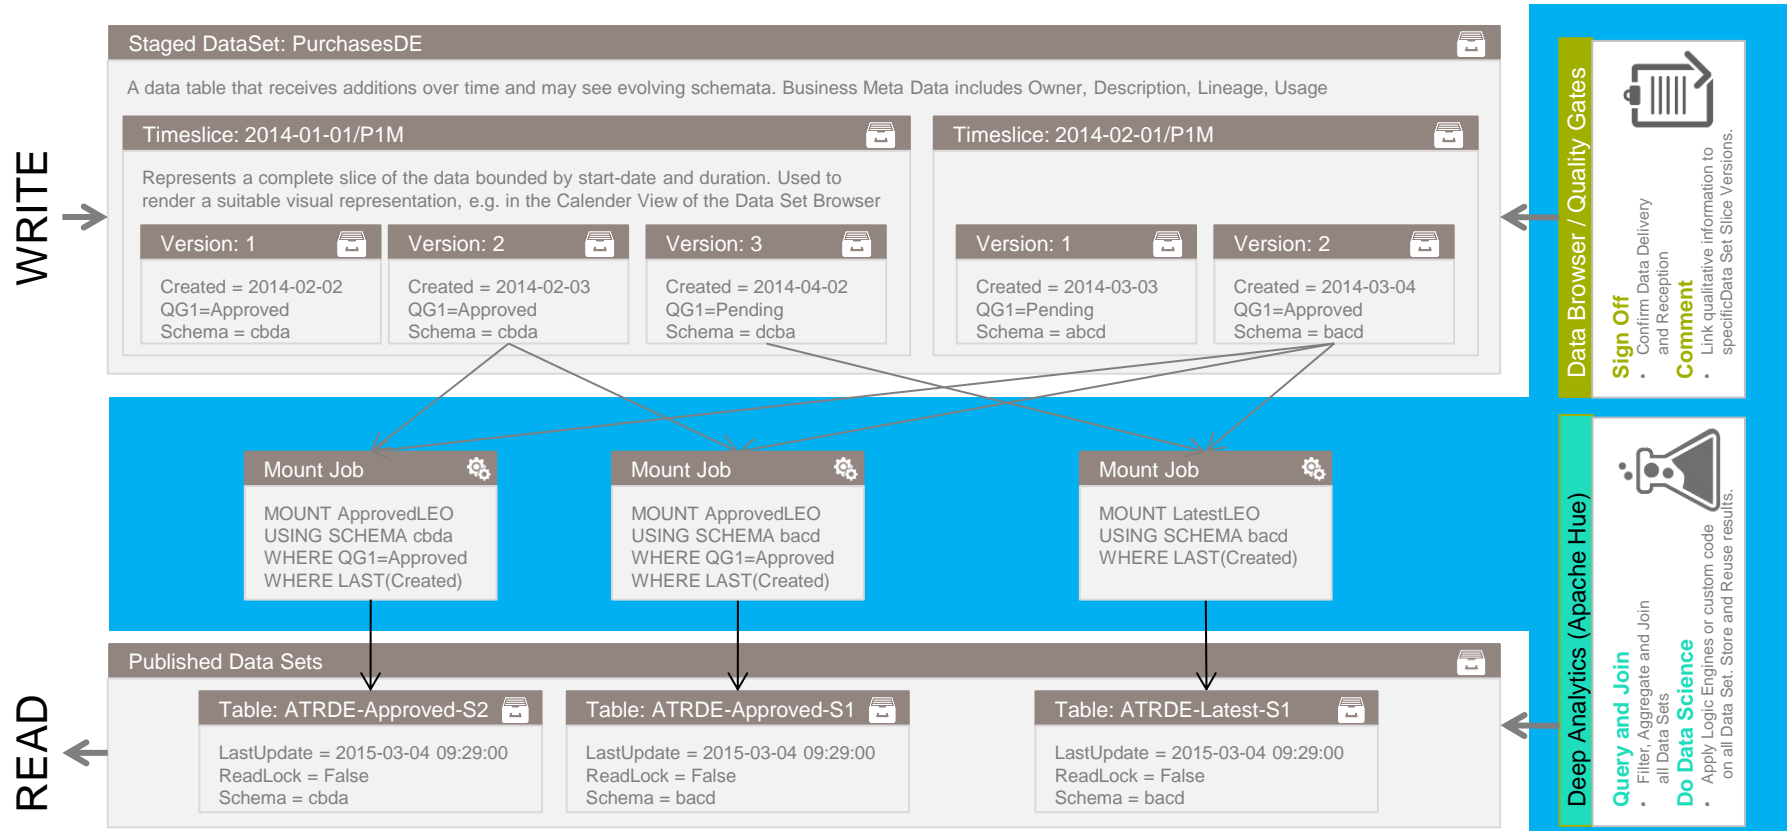 WRITE
Staged DataSet: PurchasesDE
A data table that receives additions over time and may see evolving schemata. Business Meta Data includes Owner, Description, Lineage, Usage
Timeslice: 2014-01-01/P1M
Represents a complete slice of the data bounded by start-date and duration. Used to
render a suitable visual representation, e.g. in the Calender View of the Data Set Browser
Version: 1
Created = 2014-02-02
QG1=Approved
Schema = cbda
Version: 2
Created = 2014-02-03
QG1=Approved
Schema = cbda
Version: 3
Created = 2014-04-02
QG1=Pending
Schema = dcba
Timeslice: 2014-02-01/P1M
Version: 1
Created = 2014-03-03
QG1=Pending
Schema = abcd
Version: 2
Created = 2014-03-04
QG1=Approved
Schema = bacd
Data Browser / Quality Gates
Sign Off
• Confirm Data Delivery
and Reception
Comment
• Link qualitative information to
specificData Set Slice Versions.
Mount Job
MOUNT ApprovedLEO
USING SCHEMA cbda
WHERE QG1=Approved
WHERE LAST(Created)
Mount Job
MOUNT ApprovedLEO
USING SCHEMA bacd
WHERE QG1=Approved
WHERE LAST(Created)
Mount Job
MOUNT LatestLEO
USING SCHEMA bacd
WHERE LAST(Created)
Deep Analytics (Apache Hue)
Query and Join
• Filter, Aggregate and Join
all Data Sets
Do Data Science
• Apply Logic Engines or custom code
on all Data Set. Store and Reuse results.
READ
Published Data Sets
Table: ATRDE-Approved-S2
LastUpdate = 2015-03-04 09:29:00
ReadLock = False
Schema = cbda
Table: ATRDE-Approved-S1
LastUpdate = 2015-03-04 09:29:00
ReadLock = False
Schema = bacd
Table: ATRDE-Latest-S1
LastUpdate = 2015-03-04 09:29:00
ReadLock = False
Schema = bacd